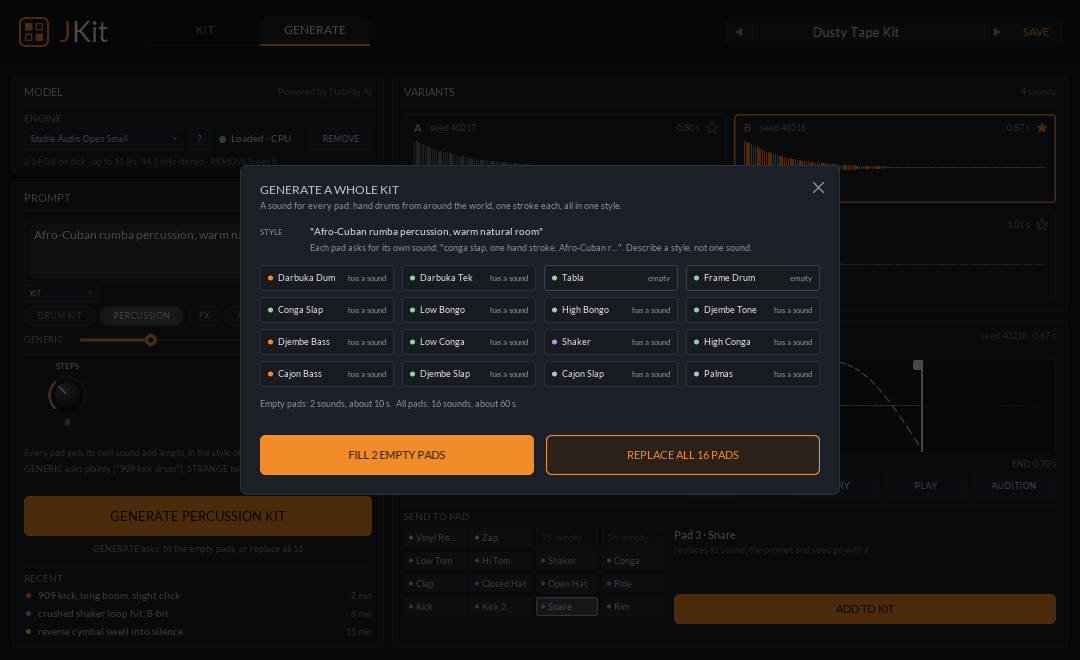 JKit
KIT
GENERATE
Dusty Tape Kit
SAVE
MODEL
Powered by Stability AI
ENGINE
Stable Audio Open Small
?
Loaded · CPU
REMOVE
2.14 GB on disk · up to 11.8 s, 44.1 kHz stereo · REMOVE frees it
VARIANTS
4 sounds
A seed 40217
0.80 s
B seed 40218
0.87 s
1.01 s
PROMPT
Afro-Cuban rumba percussion, warm na
KIT
DRUM KIT
PERCUSSION
FX
GENERIC
STEPS
8
Every pad gets its own sound and length, in the style of
GENERIC asks plainly ("909 kick drum"); STRANGE tw
GENERATE PERCUSSION KIT
GENERATE asks: fill the empty pads, or replace all 16
RECENT
909 kick, long boom, slight click
2 min
crushed shaker loop hit, 8-bit
6 min
reverse cymbal swell into silence
11 min
GENERATE A WHOLE KIT
A sound for every pad: hand drums from around the world, one stroke each, all in one style.
STYLE
"Afro-Cuban rumba percussion, warm natural room"
Each pad asks for its own sound: "conga slap, one hand stroke, Afro-Cuban r...". Describe a style, not one sound.
Darbuka Dum has a sound
Darbuka Tek has a sound
Tabla empty
Frame Drum empty
Conga Slap has a sound
Low Bongo has a sound
High Bongo has a sound
Djembe Tone has a sound
Djembe Bass has a sound
Low Conga has a sound
Shaker has a sound
High Conga has a sound
Cajon Bass has a sound
Djembe Slap has a sound
Cajon Slap has a sound
Palmas has a sound
Empty pads: 2 sounds, about 10 s. All pads: 16 sounds, about 60 s.
FILL 2 EMPTY PADS
REPLACE ALL 16 PADS
seed 40218 · 0.87 s
END 0.70 s
RY
PLAY
AUDITION
SEND TO PAD
Vinyl Ris...
Zap
15 · empty
16 · empty
Low Tom
Hi Tom
Shaker
Conga
Clap
Closed Hat
Open Hat
Ride
Kick
Kick 2
Snare
Rim
Pad 3 · Snare
replaces its sound; the prompt and seed go with it
ADD TO KIT